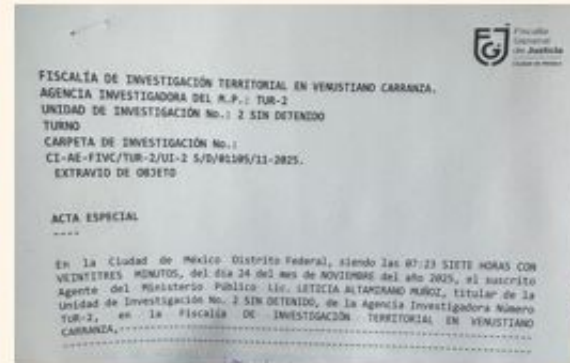 Fiscalía
General
de Justicia
Ciudad de México
FISCALÍA DE INVESTIGACIÓN TERRITORIAL EN VENUSTIANO CARRANZA.
AGENCIA INVESTIGADORA DEL M.P.: TUR-2
UNIDAD DE INVESTIGACIÓN No.: 2 SIN DETENIDO
TURNO
CARPETA DE INVESTIGACIÓN No.:
CI-AE-FIVC/TUR-2/UI-2 S/D/01105/11-2025.
EXTRAVIO DE OBJETO
ACTA ESPECIAL
----
En la Ciudad de México Distrito Federal, siendo las 07:23 SIETE HORAS CON
VEINTITRES MINUTOS, del día 24 del mes de NOVIEMBRE del año 2025, el suscrito
Agente del Ministerio Público Lic. LETICIA ALTAMIRANO MUÑOZ, titular de la
Unidad de Investigación No. 2 SIN DETENIDO, de la Agencia Investigadora Número
TUR-2, en la Fiscalía DE INVESTIGACIÓN TERRITORIAL EN VENUSTIANO
CARRANZA,---